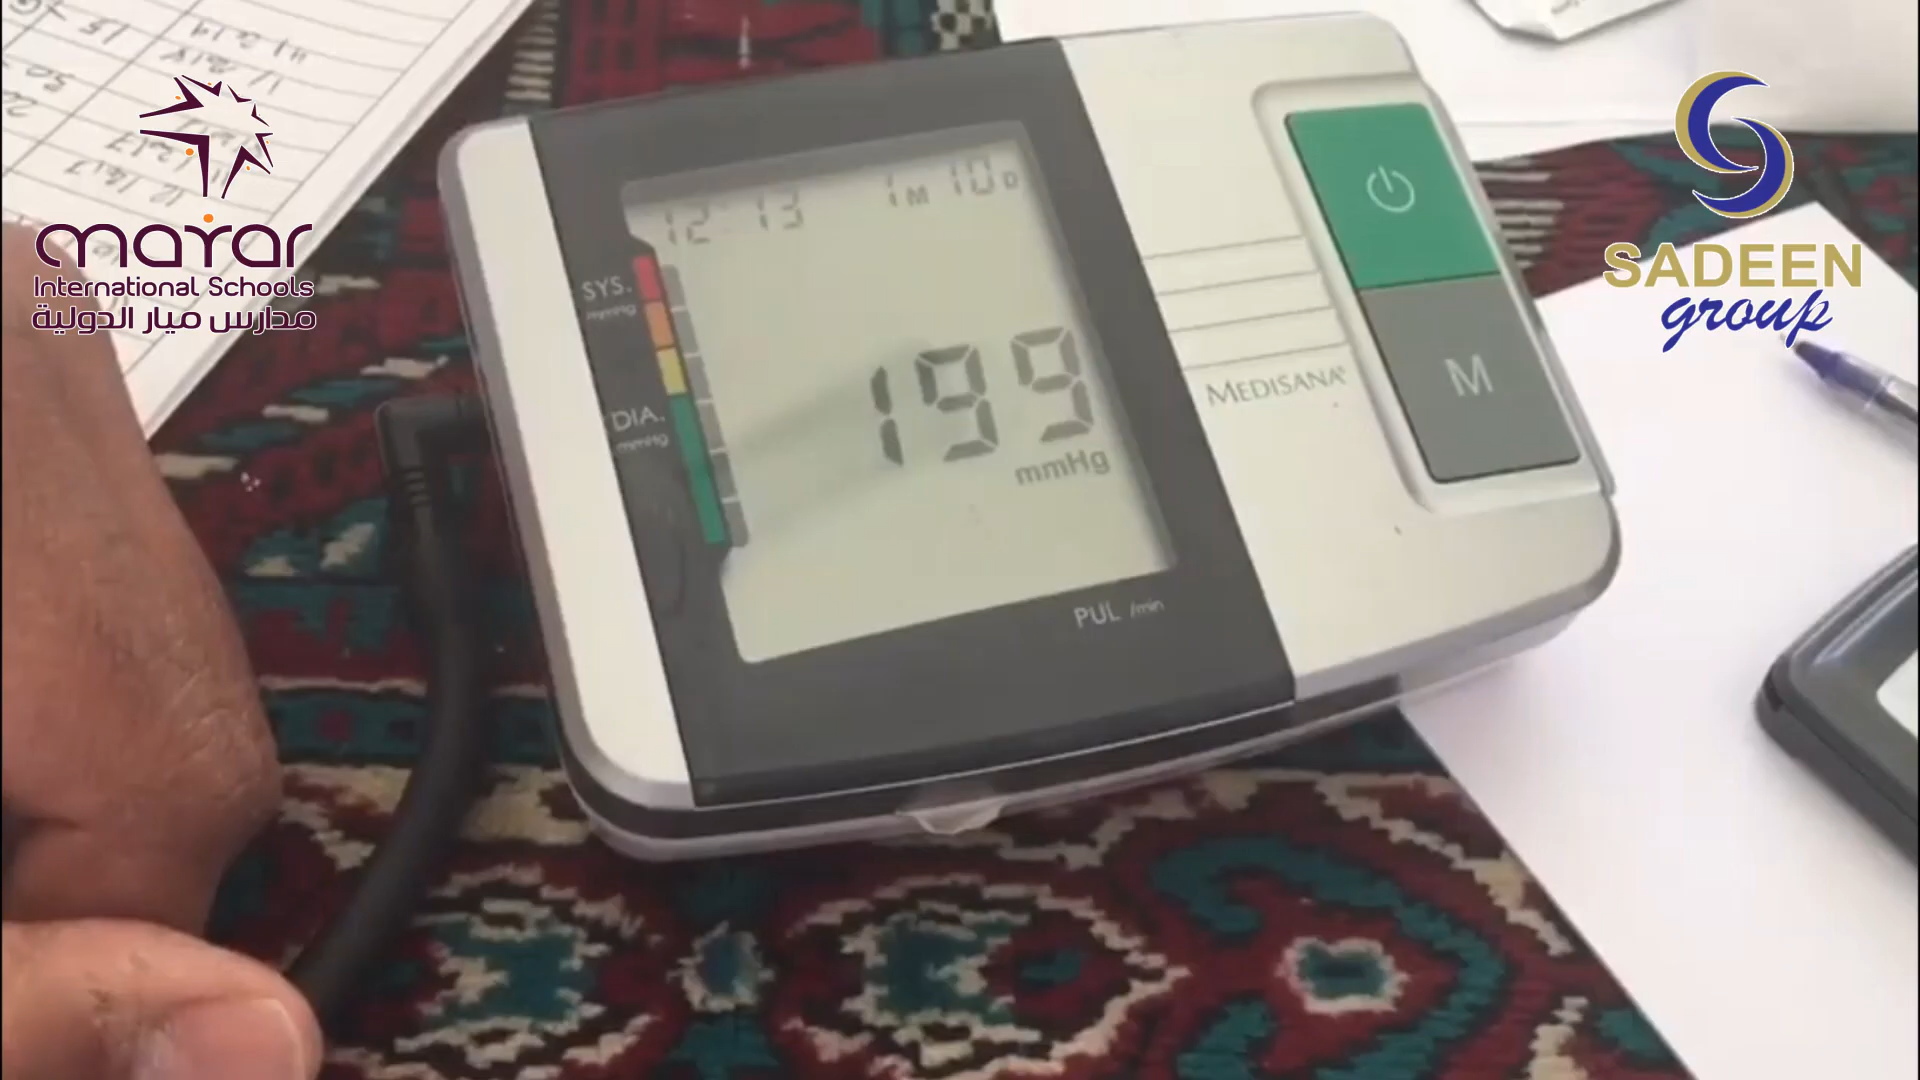 mayar
International Schools
مدارس ميار الدولية
SADEEN
group
12:13 1M 10D
SYS.
mmHg
DIA.
mmHg
199
mmHg
PUL /min
MEDISANA
M